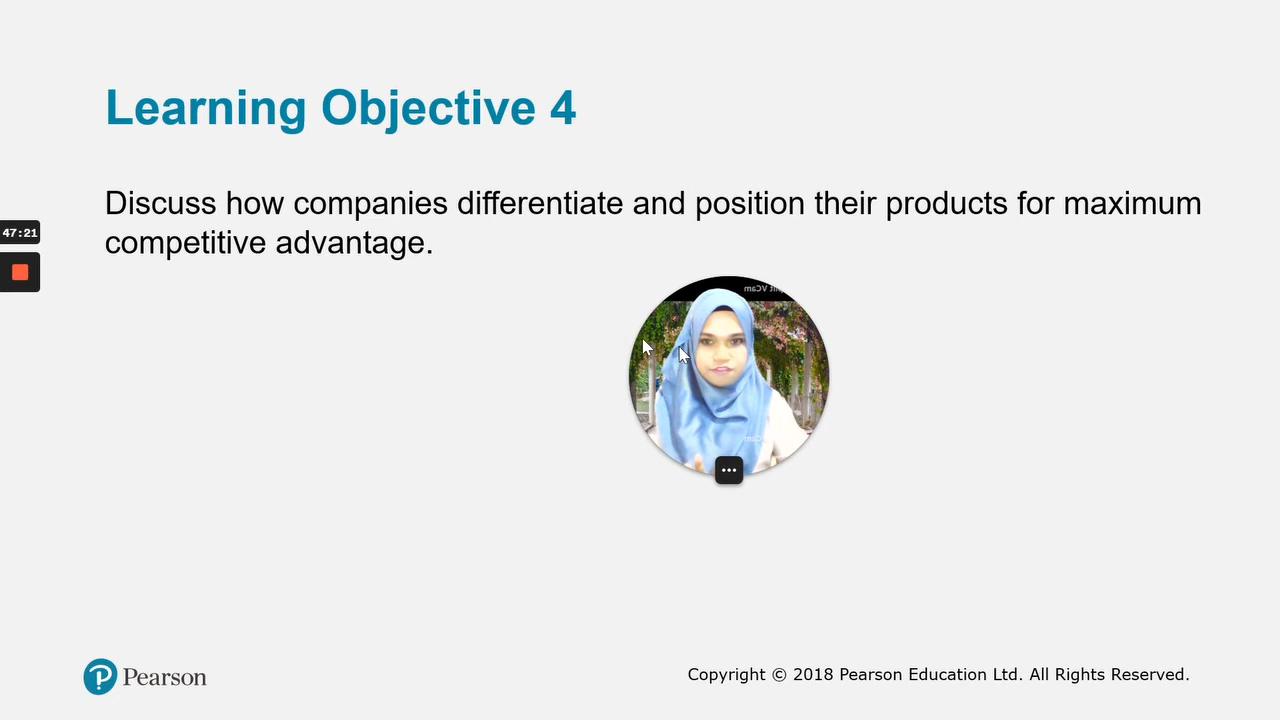 Learning Objective 4
Discuss how companies differentiate and position their products for maximum
competitive advantage.
47:21
VCam
Pearson
Copyright © 2018 Pearson Education Ltd. All Rights Reserved.